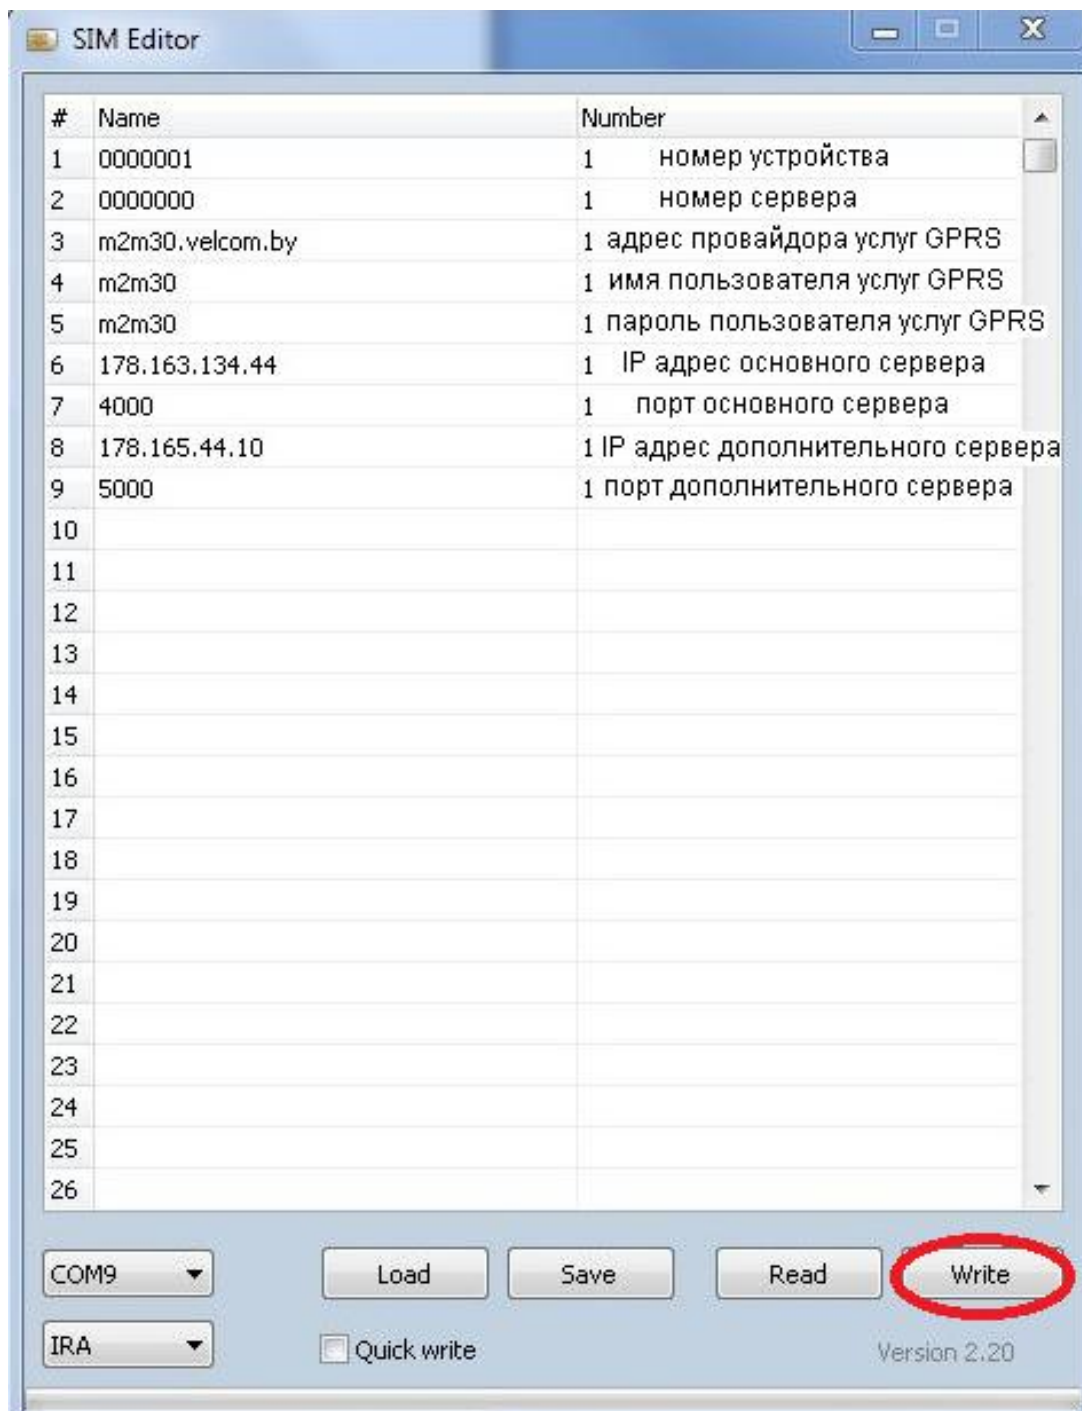 SIM Editor
# Name Number
1 0000001 1 номер устройства
2 0000000 1 номер сервера
3 m2m30.velcom.by 1 адрес провайдора услуг GPRS
4 m2m30 1 имя пользователя услуг GPRS
5 m2m30 1 пароль пользователя услуг GPRS
6 178.163.134.44 1 IP адрес основного сервера
7 4000 1 порт основного сервера
8 178.165.44.10 1 IP адрес дополнительного сервера
9 5000 1 порт дополнительного сервера
10
11
12
13
14
15
16
17
18
19
20
21
22
23
24
25
26
COM9 Load Save Read Write
IRA Quick write Version 2.20